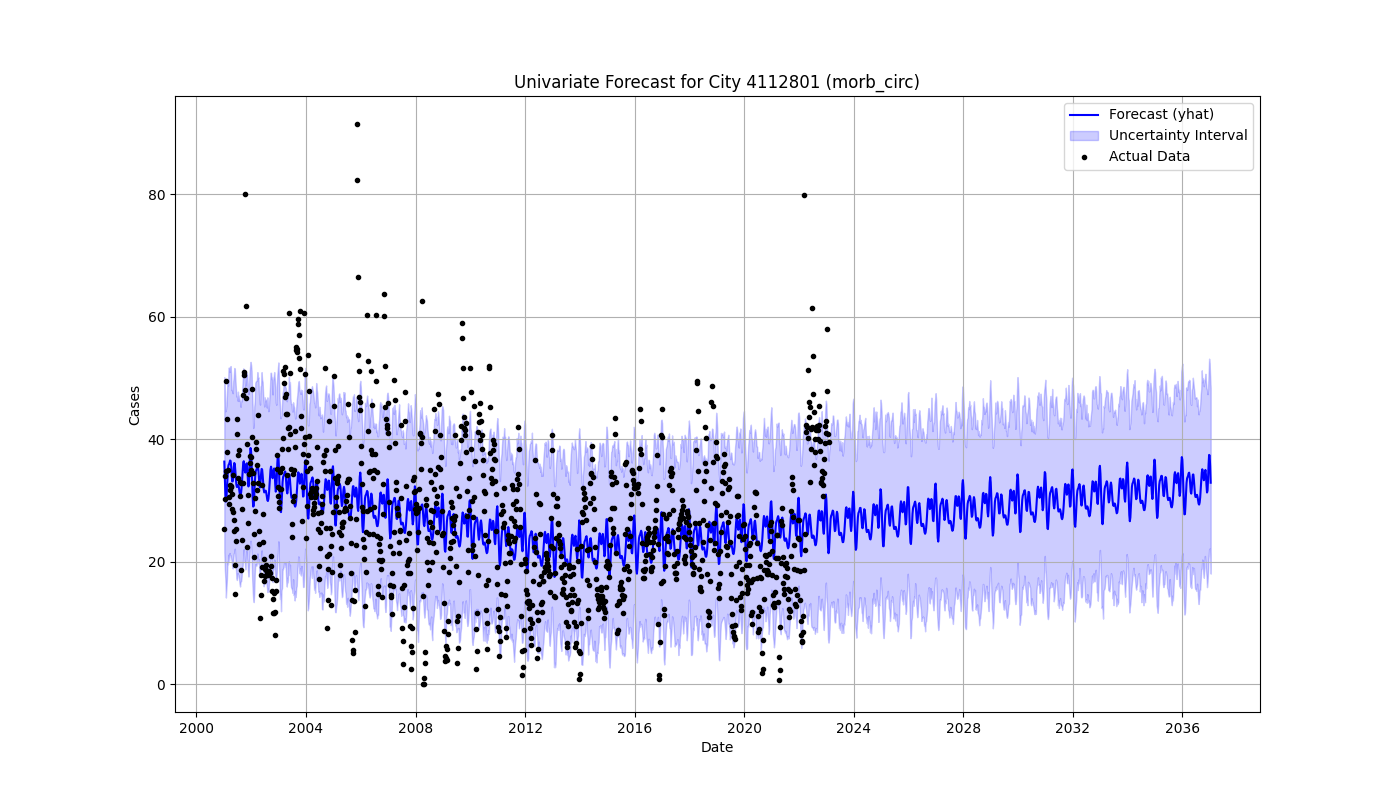 Univariate Forecast for City 4112801 (morb_circ)
Forecast (yhat)
Uncertainty Interval
Actual Data
Cases
80
60
40
20
0
2000 2004 2008 2012 2016 2020 2024 2028 2032 2036
Date